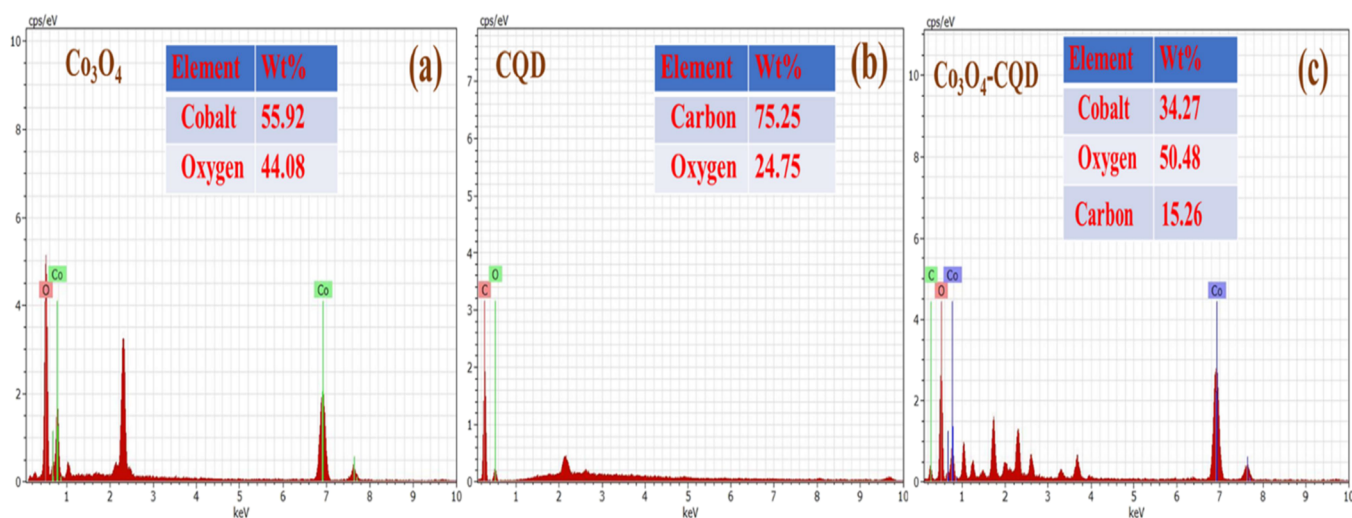 cps/eV
Co₃O₄
(a)
Element Wt%
Cobalt 55.92
Oxygen 44.08
10
8
6
4
2
0
Co
O
Co
1 2 3 4 5 6 7 8 9 10
keV
cps/eV
CQD
(b)
Element Wt%
Carbon 75.25
Oxygen 24.75
7
6
5
4
3
2
1
0
O
C
1 2 3 4 5 6 7 8 9 10
keV
cps/eV
Co₃O₄-CQD
(c)
Element Wt%
Cobalt 34.27
Oxygen 50.48
Carbon 15.26
10
8
6
4
2
0
C Co
O
Co
1 2 3 4 5 6 7 8 9 10
keV